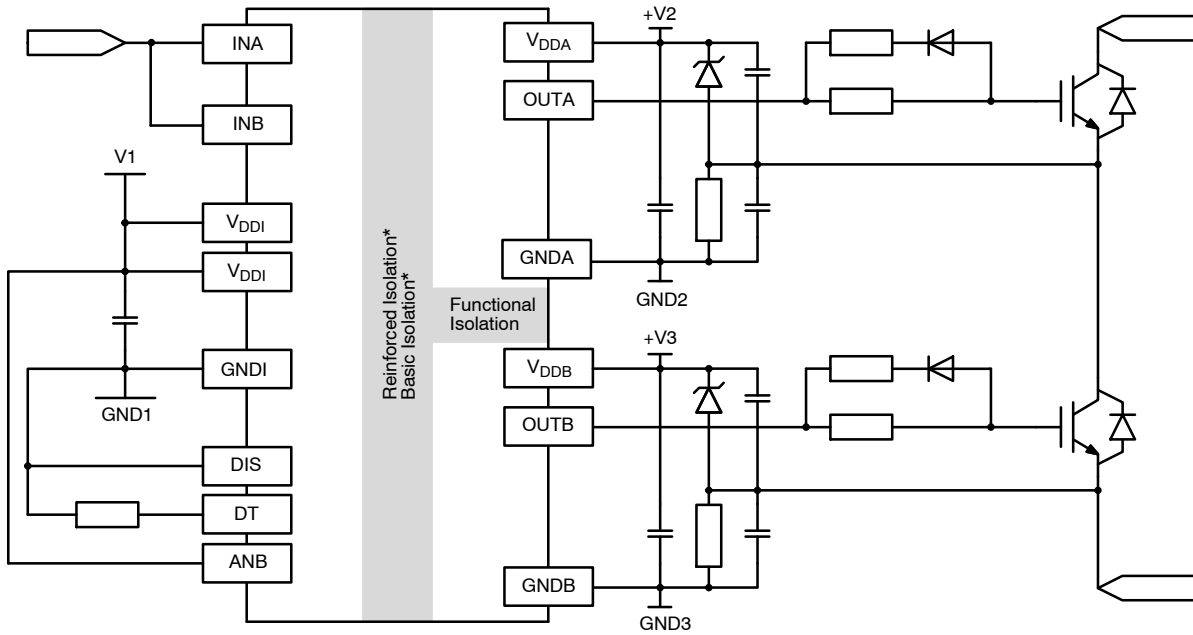 INA
INB
V1
VDDI
VDDI
GNDI
GND1
DIS
DT
ANB
Reinforced Isolation*
Basic Isolation*
Functional
Isolation
VDDA
OUTA
GNDA
VDDB
OUTB
GNDB
+V2
GND2
+V3
GND3